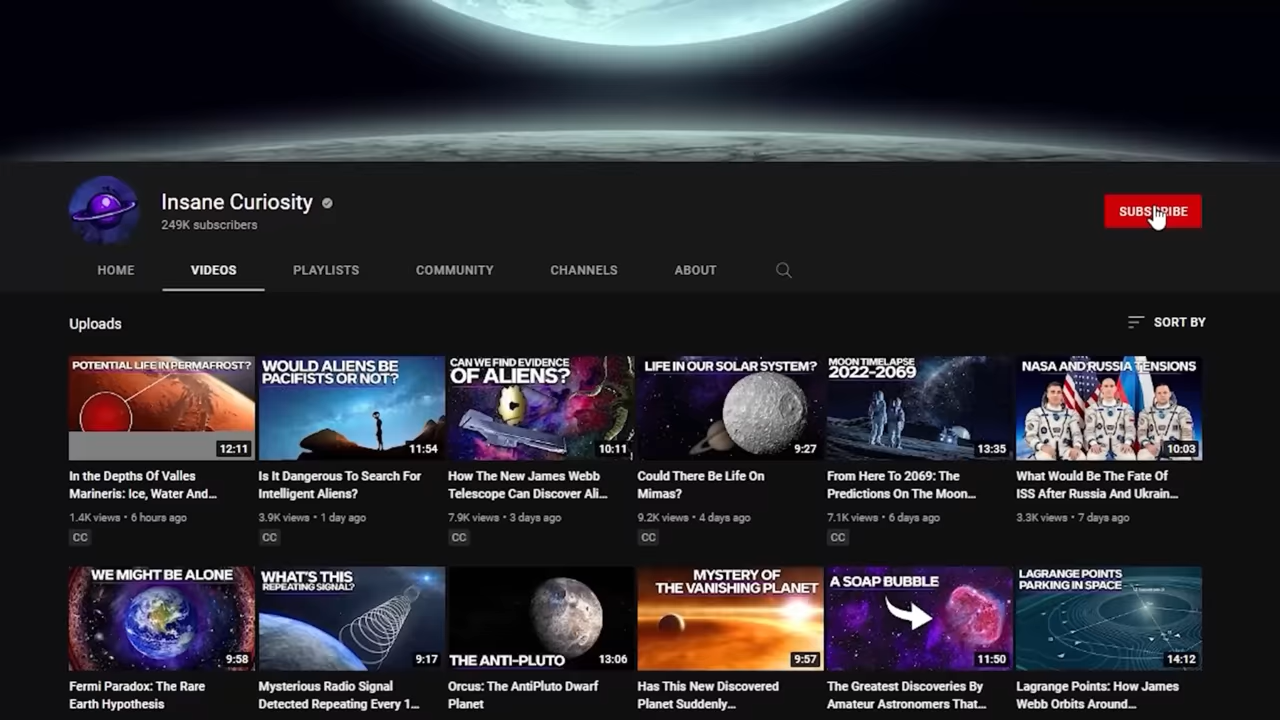 Insane Curiosity
249K subscribers
SUBSCRIBE
HOME VIDEOS PLAYLISTS COMMUNITY CHANNELS ABOUT
Uploads
SORT BY
POTENTIAL LIFE IN PERMAFROST?
12:11
WOULD ALIENS BE
PACIFISTS OR NOT?
11:54
CAN WE FIND EVIDENCE
OF ALIENS?
10:11
LIFE IN OUR SOLAR SYSTEM?
9:27
MOON TIMELAPSE
2022-2069
13:35
NASA AND RUSSIA TENSIONS
10:03
In the Depths Of Valles
Marineris: Ice, Water And...
1.4K views • 6 hours ago
CC
Is It Dangerous To Search For
Intelligent Aliens?
3.9K views • 1 day ago
CC
How The New James Webb
Telescope Can Discover Ali...
7.9K views • 3 days ago
CC
Could There Be Life On
Mimas?
9.2K views • 4 days ago
CC
From Here To 2069: The
Predictions On The Moon...
7.1K views • 6 days ago
CC
What Would Be The Fate Of
ISS After Russia And Ukrain...
3.3K views • 7 days ago
WE MIGHT BE ALONE
9:58
WHAT'S THIS
REPEATING SIGNAL?
9:17
THE ANTI-PLUTO
13:06
MYSTERY OF
THE VANISHING PLANET
9:57
A SOAP BUBBLE
11:50
LAGRANGE POINTS
PARKING IN SPACE
14:12
Fermi Paradox: The Rare
Earth Hypothesis
Mysterious Radio Signal
Detected Repeating Every 1...
Orcus: The AntiPluto Dwarf
Planet
Has This New Discovered
Planet Suddenly...
The Greatest Discoveries By
Amateur Astronomers That...
Lagrange Points: How James
Webb Orbits Around...